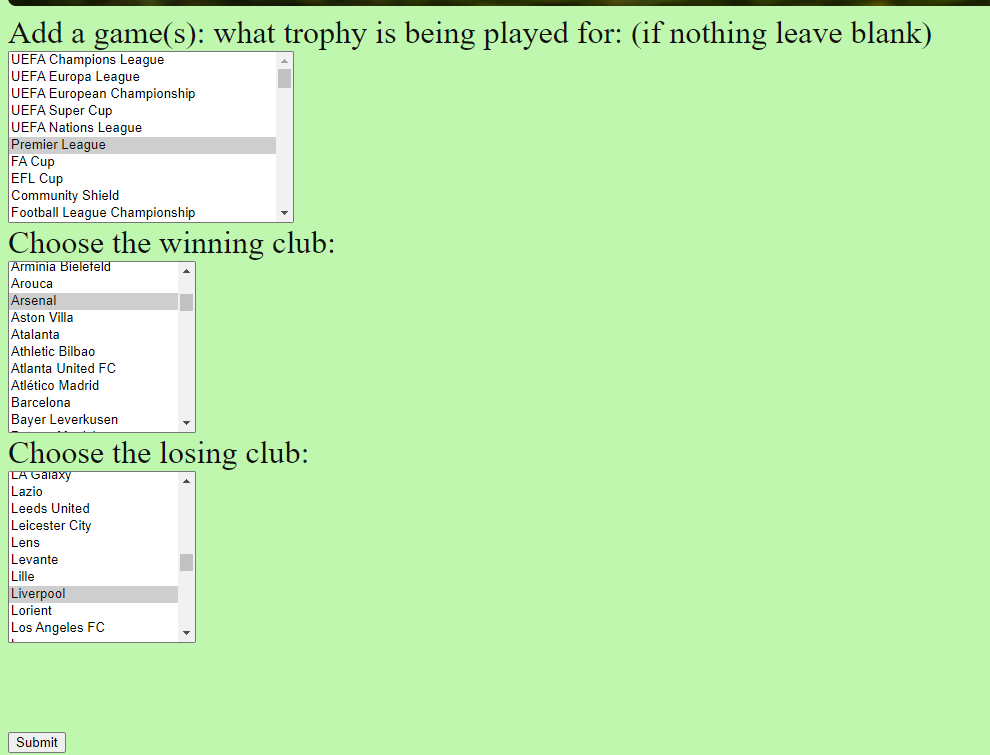 Add a game(s): what trophy is being played for: (if nothing leave blank)
UEFA Champions League
UEFA Europa League
UEFA European Championship
UEFA Super Cup
UEFA Nations League
Premier League
FA Cup
EFL Cup
Community Shield
Football League Championship
Choose the winning club:
Arminia Bielefeld
Arouca
Arsenal
Aston Villa
Atalanta
Athletic Bilbao
Atlanta United FC
Atlético Madrid
Barcelona
Bayer Leverkusen
Choose the losing club:
LA Galaxy
Lazio
Leeds United
Leicester City
Lens
Levante
Lille
Liverpool
Lorient
Los Angeles FC
Submit